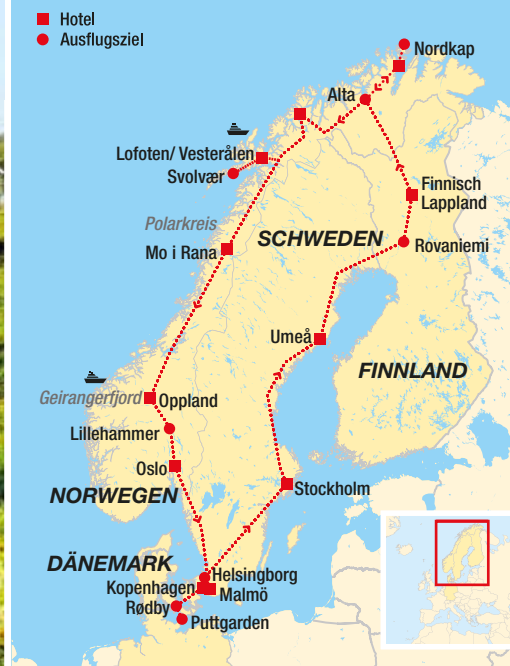 Hotel
Ausflugsziel
Nordkap
Alta
Lofoten/ Vesterålen
Svolvær
Finnisch
Lappland
Polarkreis
SCHWEDEN
Rovaniemi
Mo i Rana
Umeå
FINNLAND
Geirangerfjord
Oppland
Lillehammer
Oslo
Stockholm
NORWEGEN
DÄNEMARK
Helsingborg
Kopenhagen
Malmö
Rødby
Puttgarden